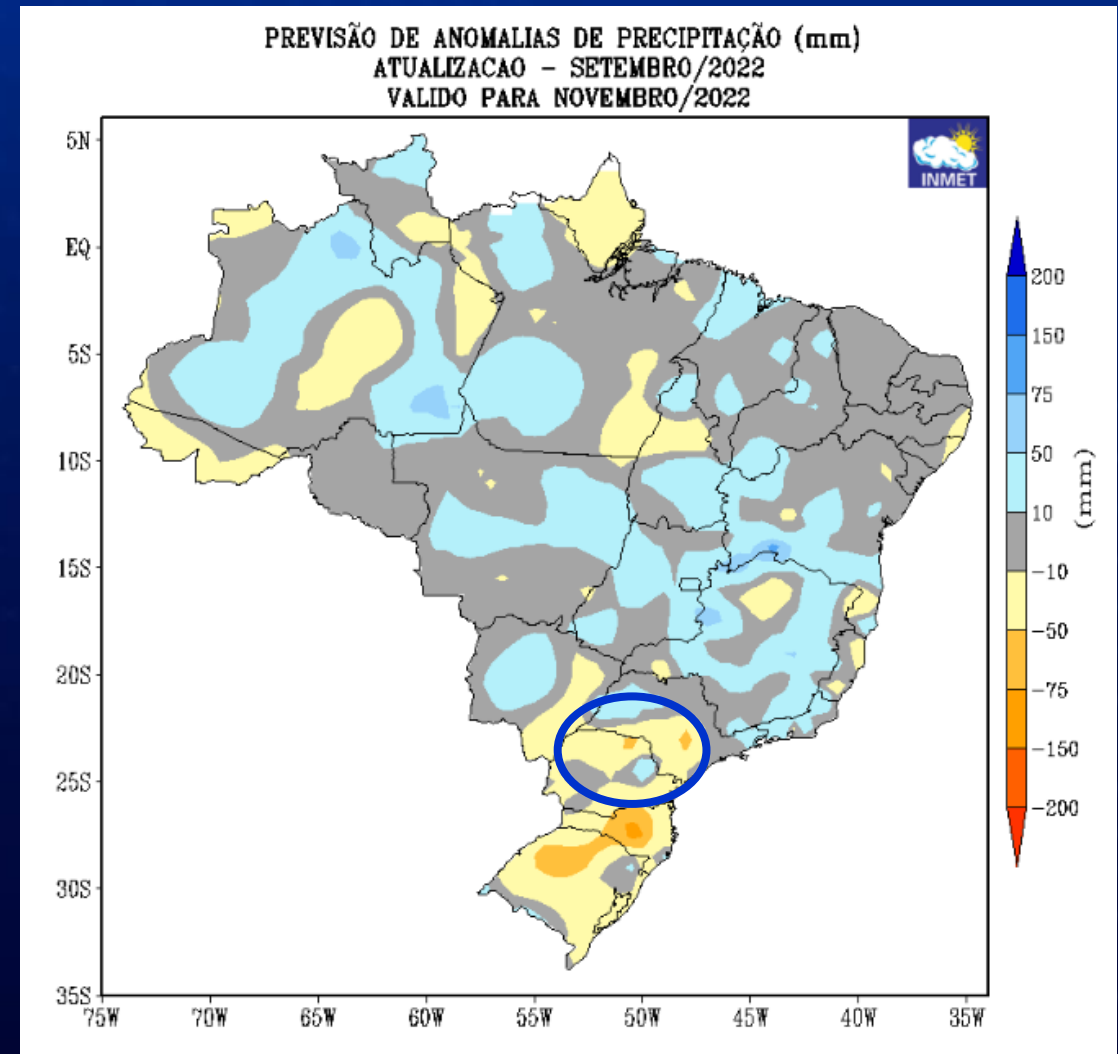 PREVISÃO DE ANOMALIAS DE PRECIPITAÇÃO (mm)
ATUALIZACAO – SETEMBRO/2022
VALIDO PARA NOVEMBRO/2022
INMET
5N
EQ
5S
10S
15S
20S
25S
30S
35S
75W 70W 65W 60W 55W 50W 45W 40W 35W
200
150
75
50
10
-10
-50
-75
-150
-200
(mm)